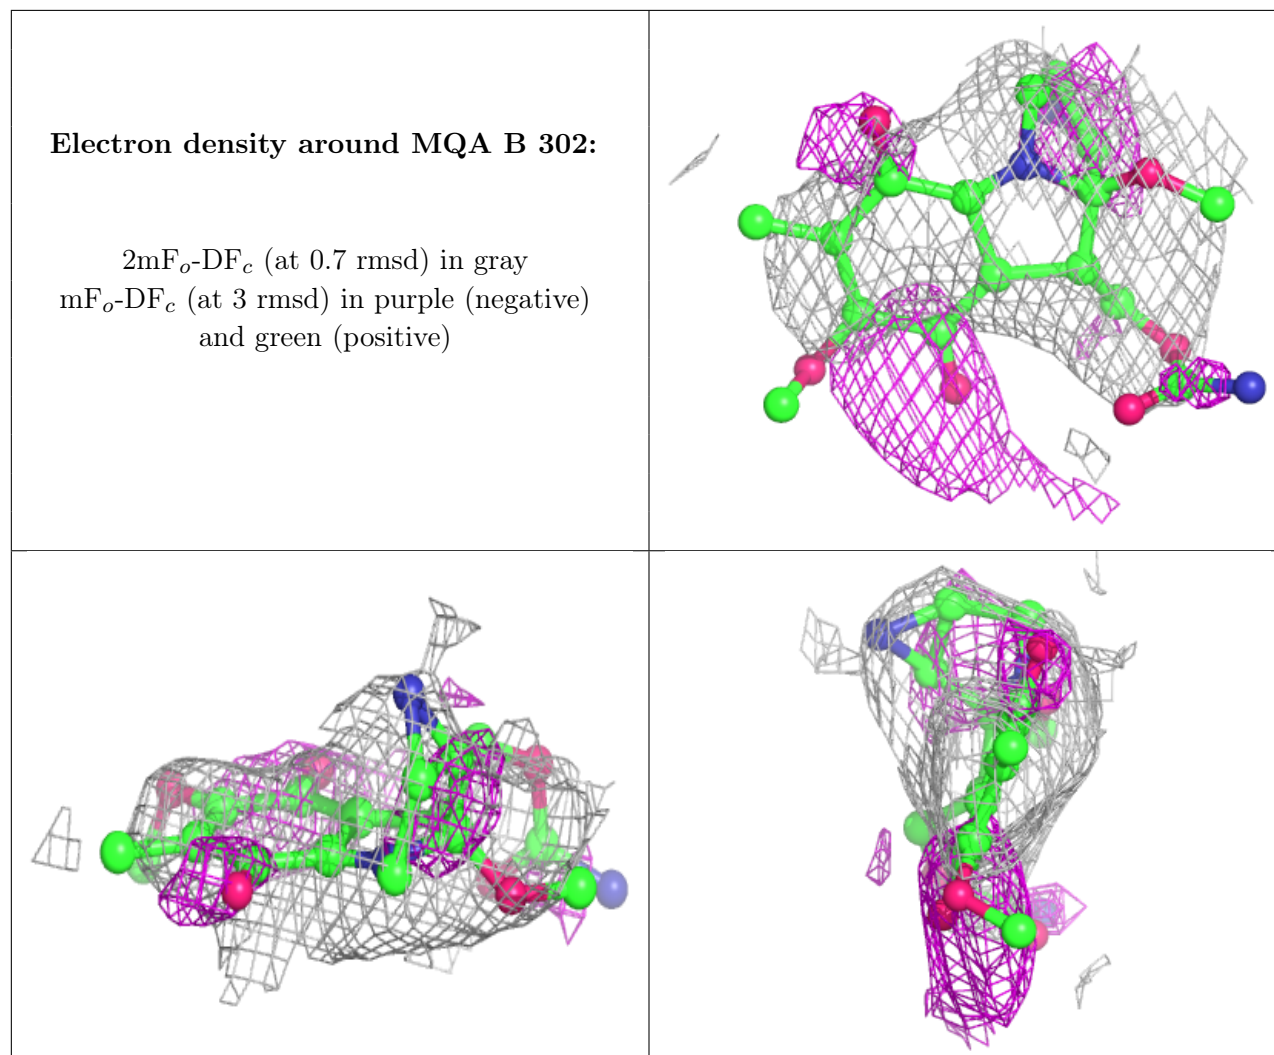 Electron density around MQA B 302:
2mFo-DFc (at 0.7 rmsd) in gray
mFo-DFc (at 3 rmsd) in purple (negative)
and green (positive)